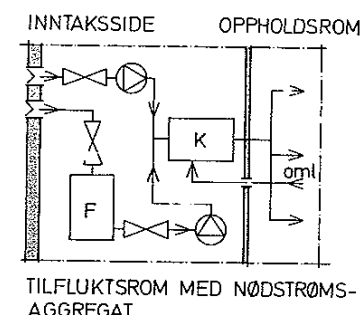 INNTAKSSIDE
OPPHOLDSROM
K
oml
F
TILFLUKTSROM MED NØDSTRØMS-
AGGREGAT